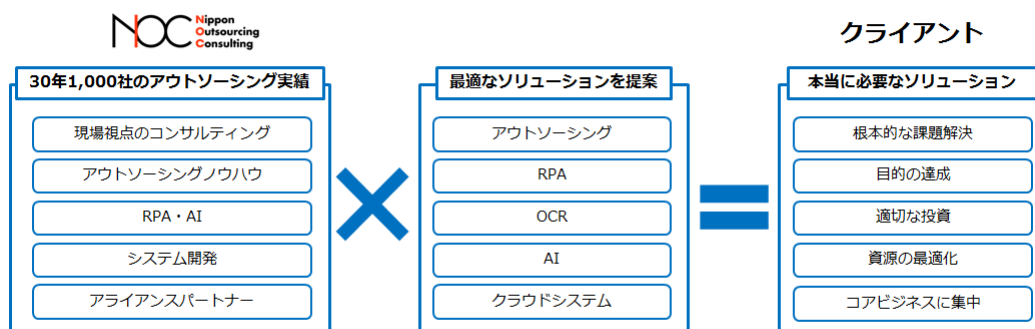 NOC Nippon
Outsourcing
Consulting
クライアント
30年1,000社のアウトソーシング実績
現場視点のコンサルティング
アウトソーシングノウハウ
RPA・AI
システム開発
アライアンスパートナー
最適なソリューションを提案
アウトソーシング
RPA
OCR
AI
クラウドシステム
本当に必要なソリューション
根本的な課題解決
目的の達成
適切な投資
資源の最適化
コアビジネスに集中